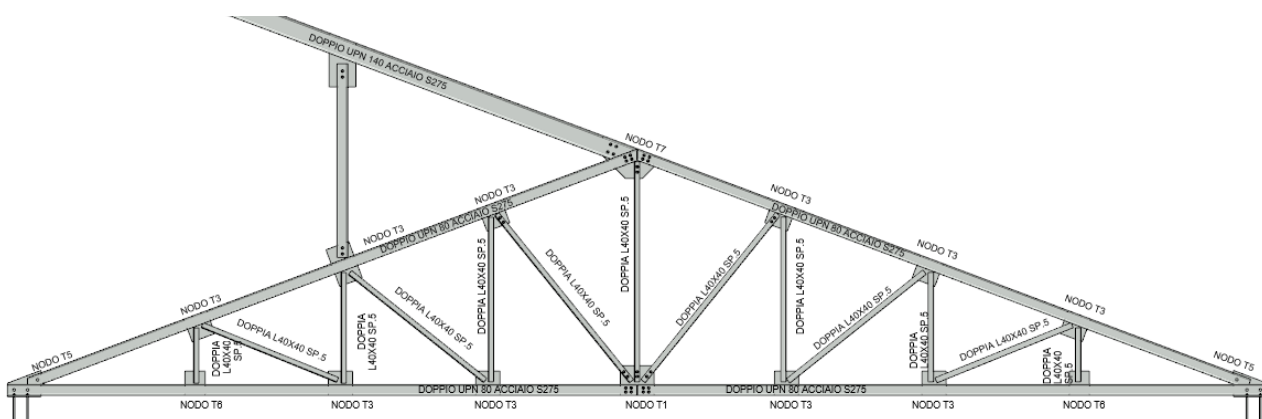 DOPPIO UPN 140 ACCIAIO S275
NODO T7
NODO T3
NODO T3
DOPPIO UPN 80 ACCIAIO S275
DOPPIO UPN 80 ACCIAIO S275
NODO T3
NODO T3
NODO T3
NODO T3
NODO T5
NODO T5
DOPPIA
L40X40
SP.5
DOPPIA L40X40 SP.5
DOPPIA
L40X40 SP.5
DOPPIA L40X40 SP.5
DOPPIA L40X40 SP.5
DOPPIA L40X40 SP.5
DOPPIA L40X40 SP.5
DOPPIA L40X40 SP.5
DOPPIA L40X40 SP.5
DOPPIA L40X40 SP.5
DOPPIA
L40X40 SP.5
DOPPIA L40X40 SP.5
DOPPIA
L40X40
SP.5
DOPPIO UPN 80 ACCIAIO S275
DOPPIO UPN 80 ACCIAIO S275
NODO T6
NODO T3
NODO T3
NODO T1
NODO T3
NODO T3
NODO T6